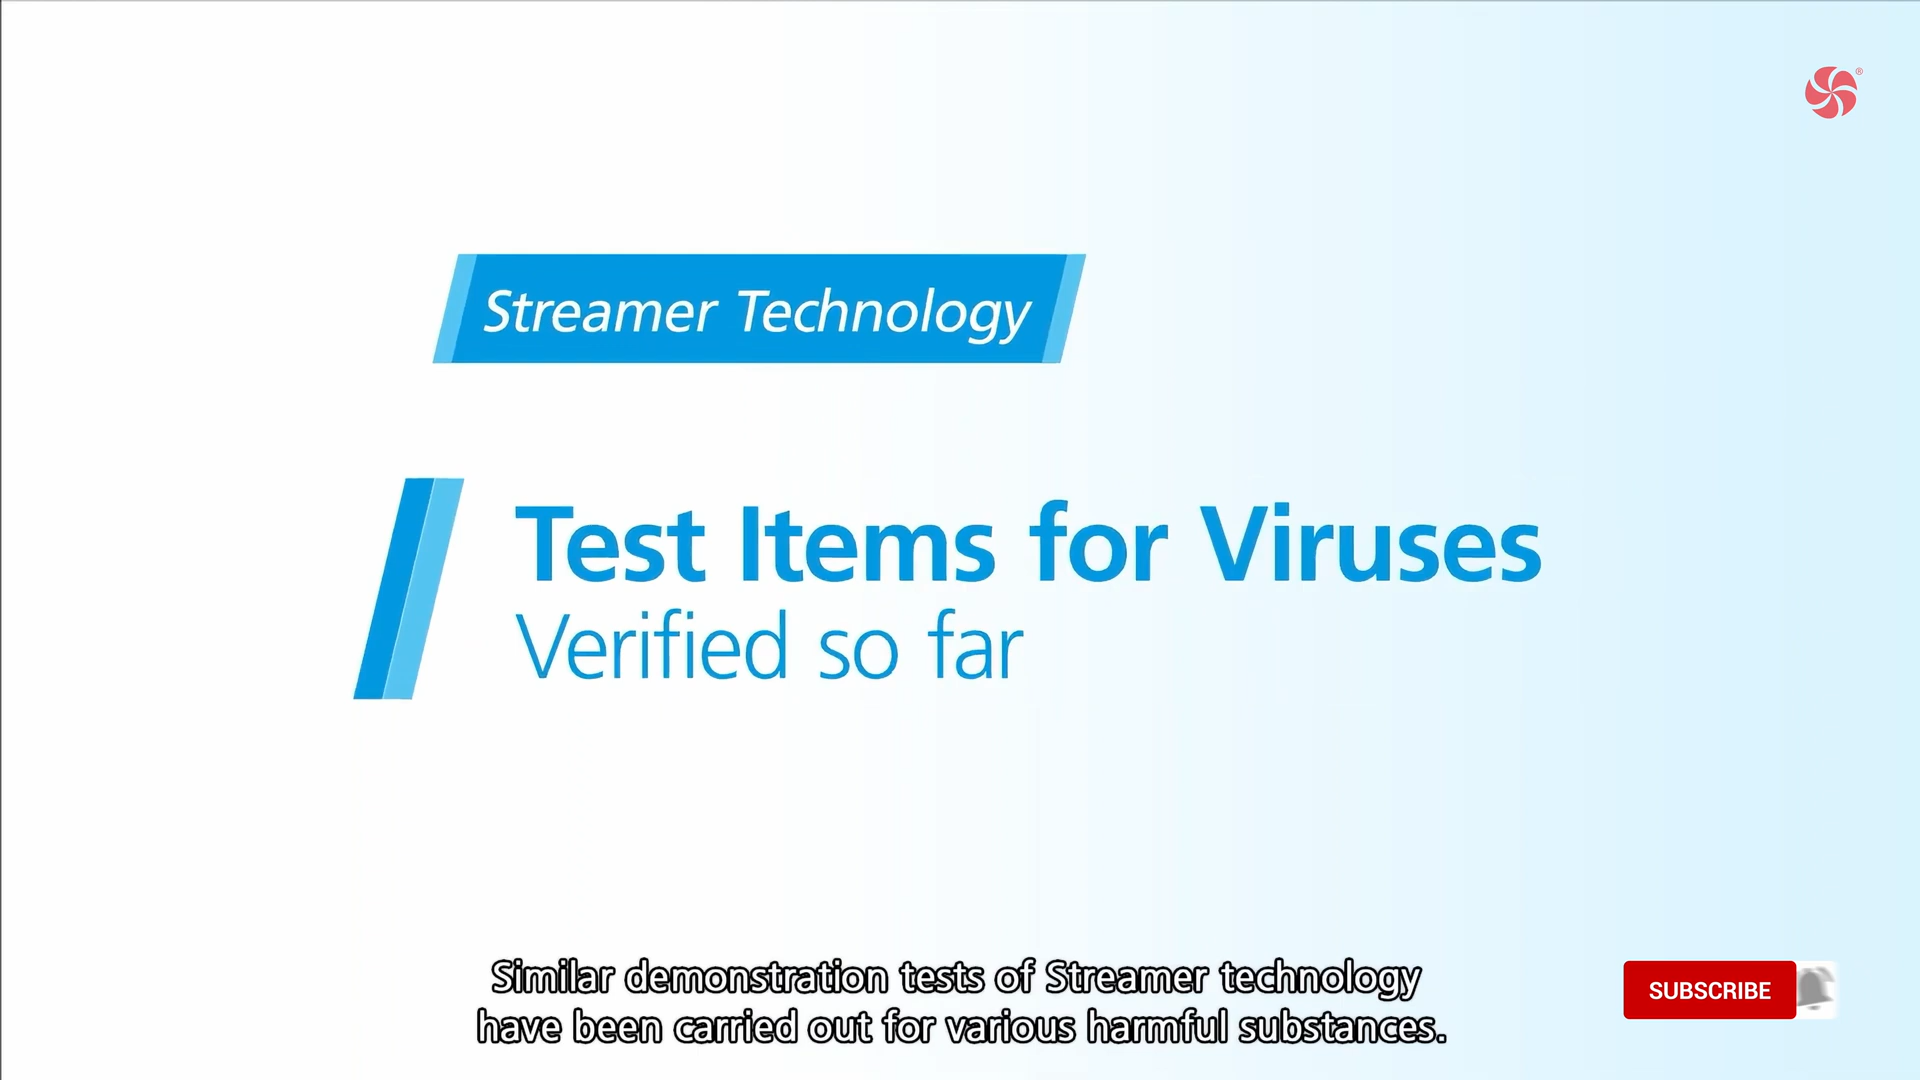 ®
Streamer Technology
Test Items for Viruses
Verified so far
Similar demonstration tests of Streamer technology
have been carried out for various harmful substances.
SUBSCRIBE